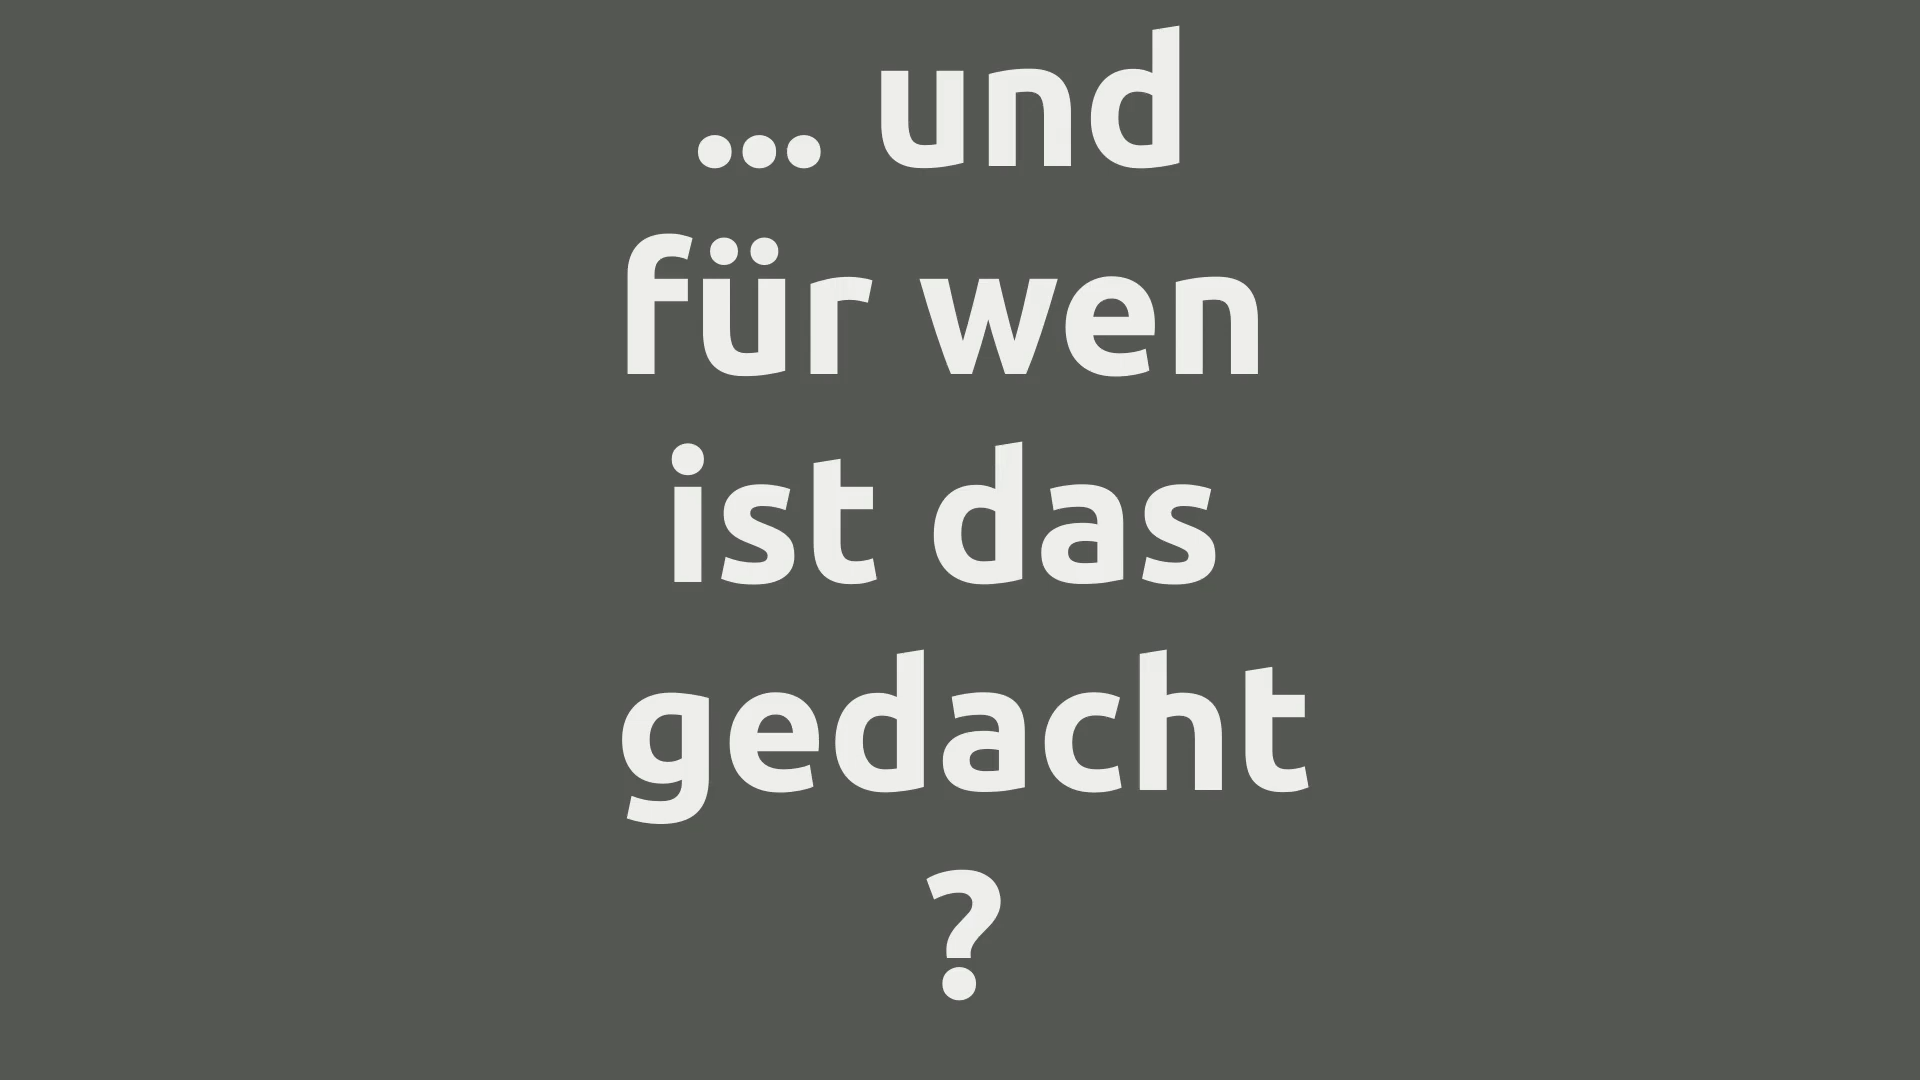 ... und
für wen
ist das
gedacht
?